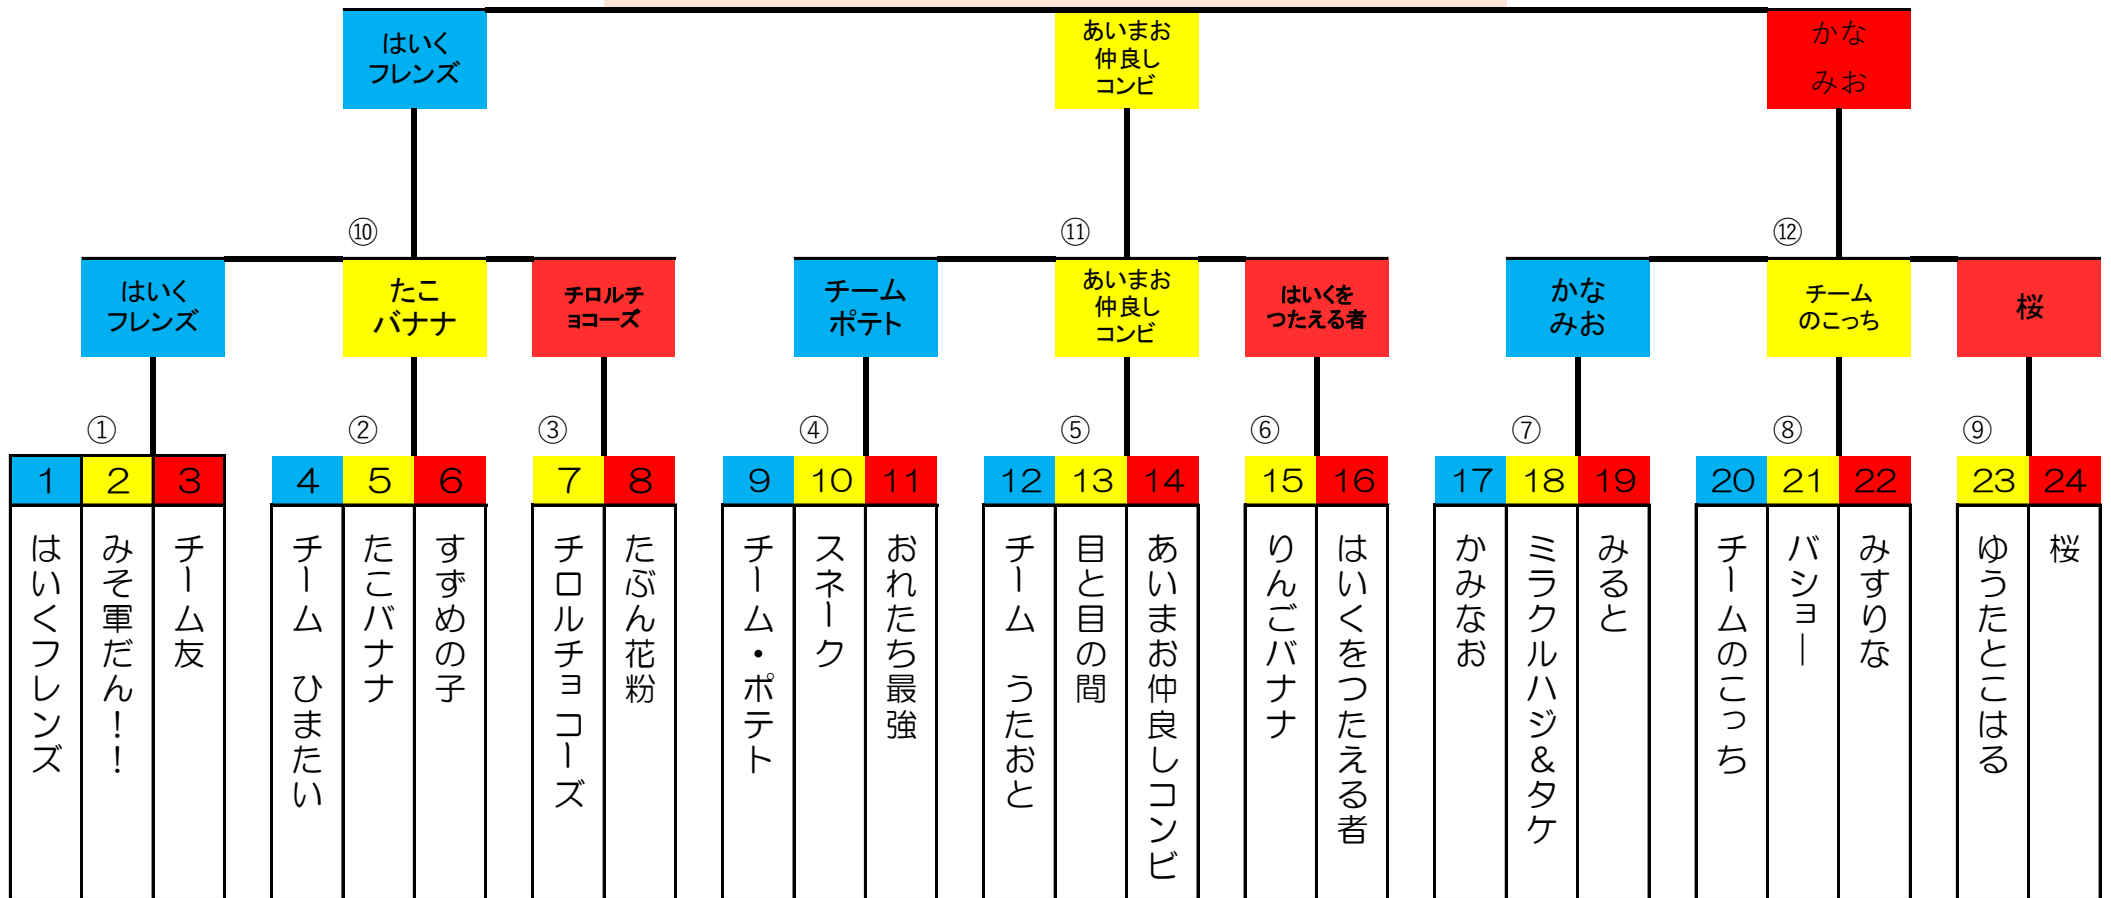 はいく
フレンズ
あいまお
仲良し
コンビ
かな
みお
⑩
⑪
⑫
はいく
フレンズ
たこ
バナナ
チロルチ
ョコーズ
チーム
ポテト
あいまお
仲良し
コンビ
はいくを
つたえる者
かな
みお
チーム
のこっち
桜
①
②
③
④
⑤
⑥
⑦
⑧
⑨
1
2
3
4
5
6
7
8
9
10
11
12
13
14
15
16
17
18
19
20
21
22
23
24
はいくフレンズ
みそ軍だん！！
チーム友
チーム　ひまたい
たこバナナ
すずめの子
チロルチョコーズ
たぶん花粉
チーム・ポテト
スネーク
おれたち最強
チーム　うたおと
目と目の間
あいまお仲良しコンビ
りんごバナナ
はいくをつたえる者
かみなお
ミラクルハジ&タケ
みると
チームのこっち
バショー
みすりな
ゆうたとこはる
桜